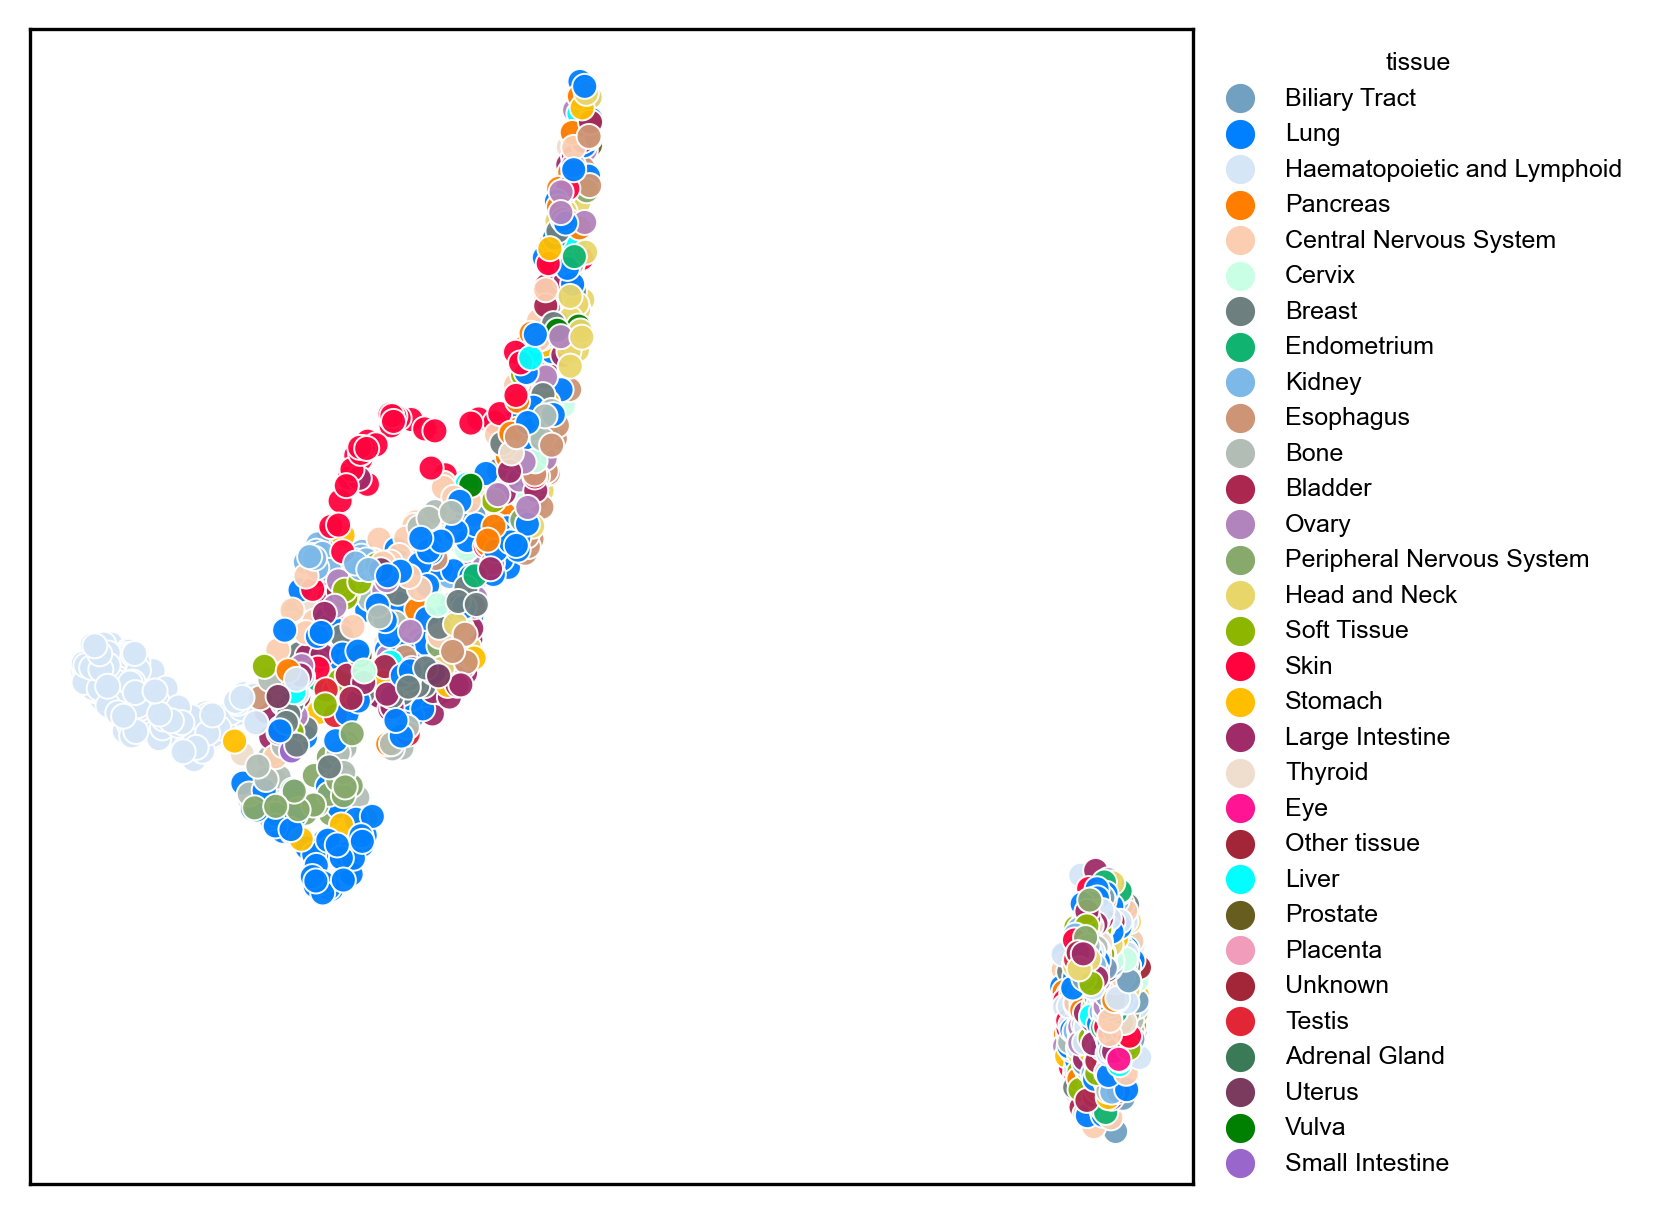 tissue
Biliary Tract
Lung
Haematopoietic and Lymphoid
Pancreas
Central Nervous System
Cervix
Breast
Endometrium
Kidney
Esophagus
Bone
Bladder
Ovary
Peripheral Nervous System
Head and Neck
Soft Tissue
Skin
Stomach
Large Intestine
Thyroid
Eye
Other tissue
Liver
Prostate
Placenta
Unknown
Testis
Adrenal Gland
Uterus
Vulva
Small Intestine